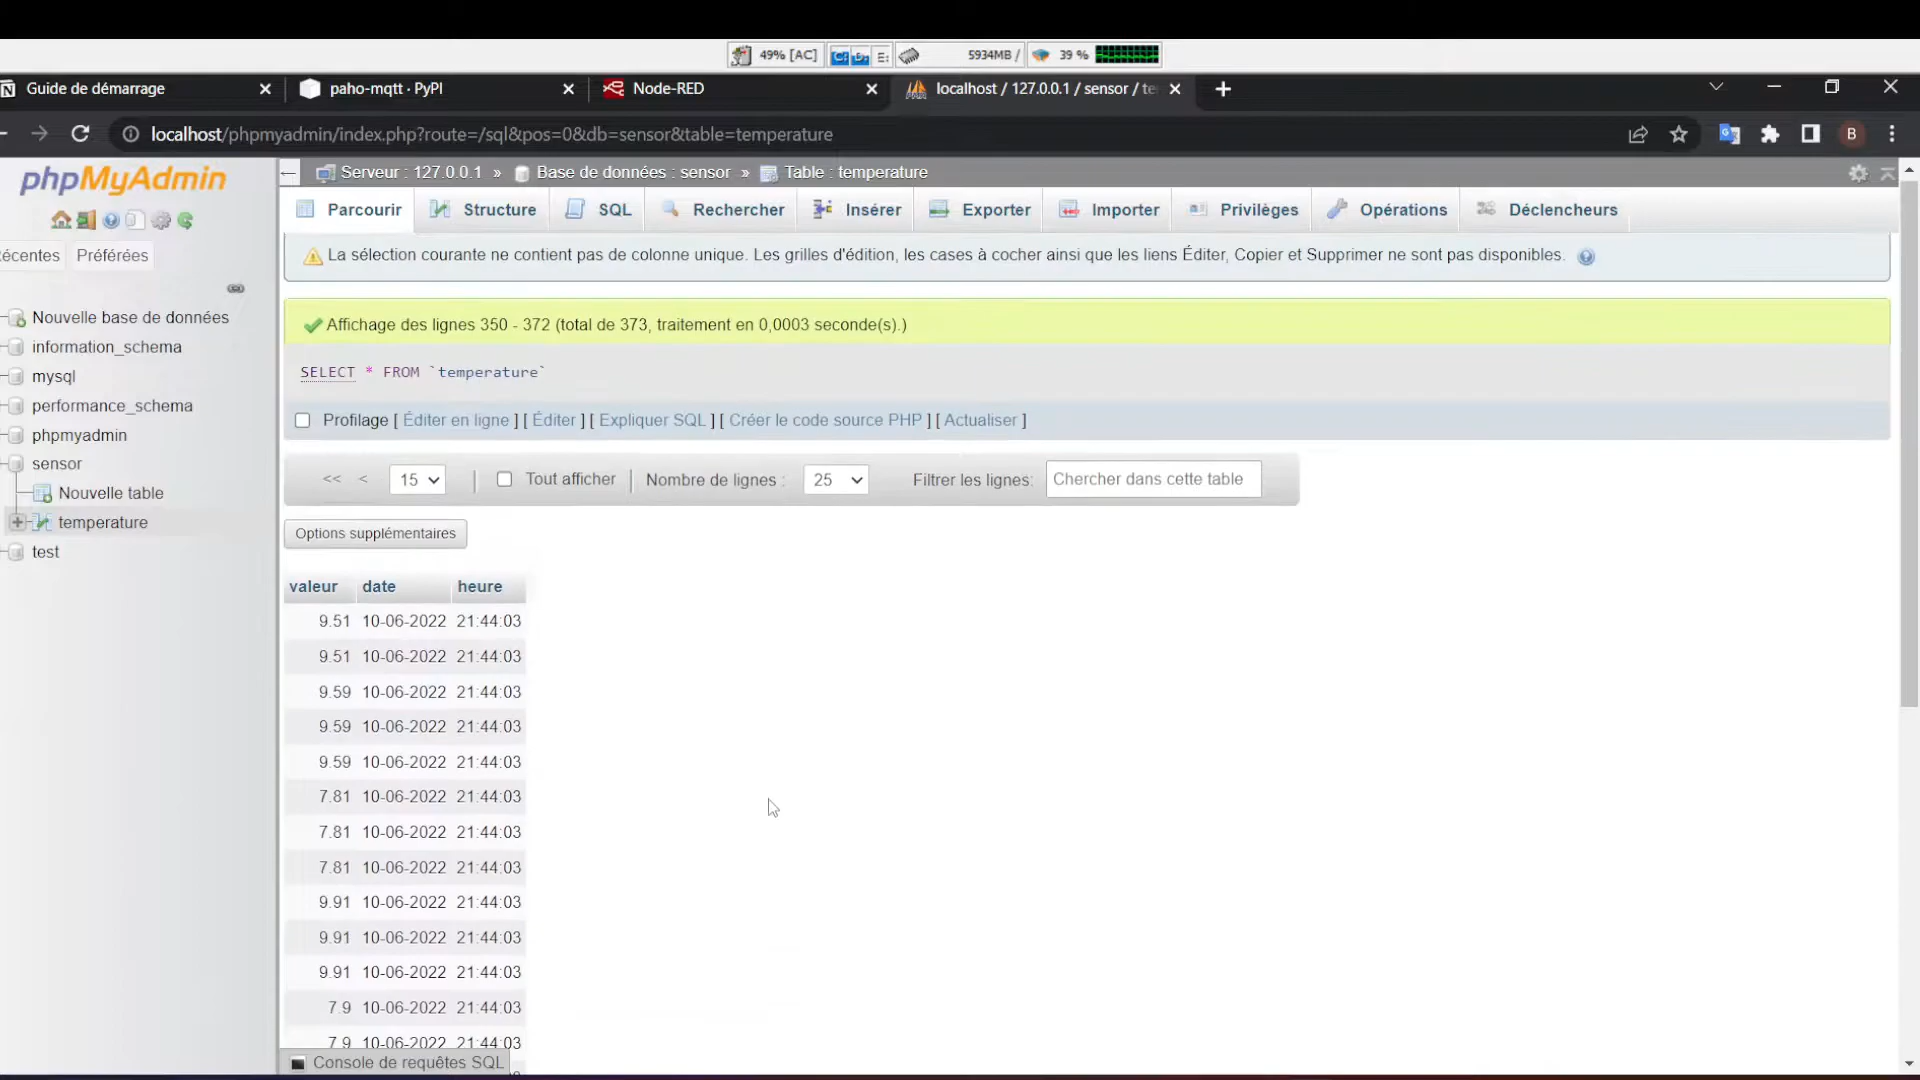 49% [AC] C: D: E: 5934MB / 39 %
Guide de démarrage paho-mqtt · PyPI Node-RED localhost / 127.0.0.1 / sensor / te
localhost/phpmyadmin/index.php?route=/sql&pos=0&db=sensor&table=temperature B
phpMyAdmin
écentes Préférées
Nouvelle base de données
information_schema
mysql
performance_schema
phpmyadmin
sensor
Nouvelle table
temperature
test
Serveur : 127.0.0.1 » Base de données : sensor » Table : temperature
Parcourir Structure SQL Rechercher Insérer Exporter Importer Privilèges Opérations Déclencheurs
La sélection courante ne contient pas de colonne unique. Les grilles d'édition, les cases à cocher ainsi que les liens Éditer, Copier et Supprimer ne sont pas disponibles.
Affichage des lignes 350 - 372 (total de 373, traitement en 0,0003 seconde(s).)
SELECT * FROM `temperature`
Profilage [ Éditer en ligne ] [ Éditer ] [ Expliquer SQL ] [ Créer le code source PHP ] [ Actualiser ]
<< < 15 | Tout afficher | Nombre de lignes : 25 Filtrer les lignes: Chercher dans cette table
Options supplémentaires
valeur date heure
9.51 10-06-2022 21:44:03
9.51 10-06-2022 21:44:03
9.59 10-06-2022 21:44:03
9.59 10-06-2022 21:44:03
9.59 10-06-2022 21:44:03
7.81 10-06-2022 21:44:03
7.81 10-06-2022 21:44:03
7.81 10-06-2022 21:44:03
9.91 10-06-2022 21:44:03
9.91 10-06-2022 21:44:03
9.91 10-06-2022 21:44:03
7.9 10-06-2022 21:44:03
7.9 10-06-2022 21:44:03
Console de requêtes SQL